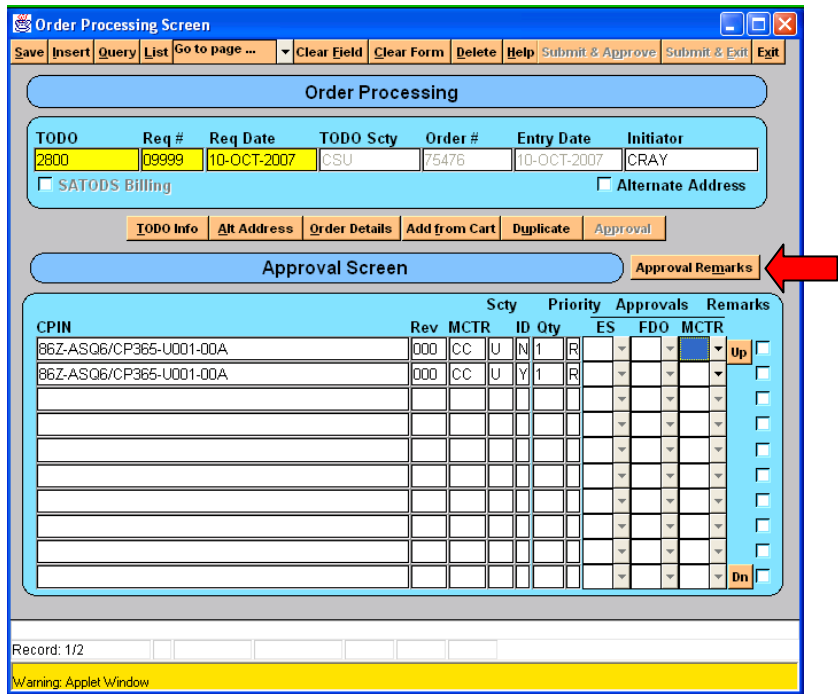 Order Processing Screen
Save Insert Query List Go to page ... Clear Field Clear Form Delete Help Submit & Approve Submit & Exit Exit
Order Processing
TODO Req # Req Date TODO Scty Order # Entry Date Initiator
2800 09999 10-OCT-2007 CSU 75476 10-OCT-2007 CRAY
SATODS Billing Alternate Address
TODO Info Alt Address Order Details Add from Cart Duplicate Approval
Approval Screen Approval Remarks
Scty Priority Approvals Remarks
CPIN Rev MCTR ID Qty ES FDO MCTR
86Z-ASQ6/CP365-U001-00A 000 CC U N 1 R Up
86Z-ASQ6/CP365-U001-00A 000 CC U Y 1 R
Dn
Record: 1/2
Warning: Applet Window